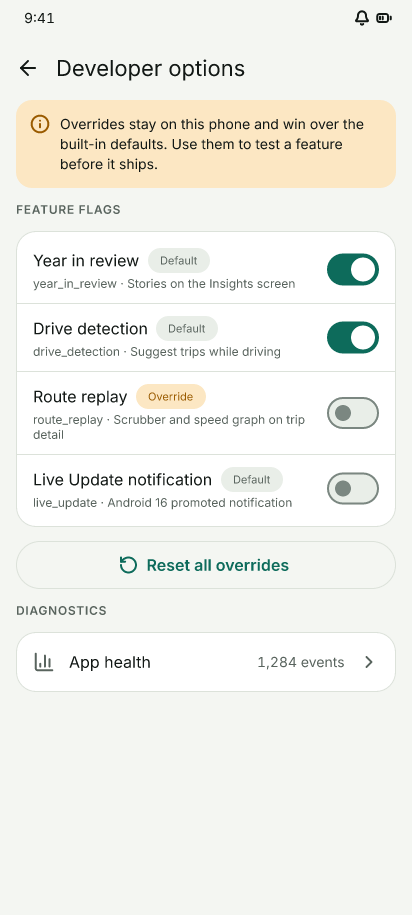 9:41
Developer options
Overrides stay on this phone and win over the
built-in defaults. Use them to test a feature
before it ships.
FEATURE FLAGS
Year in review Default
year_in_review · Stories on the Insights screen
Drive detection Default
drive_detection · Suggest trips while driving
Route replay Override
route_replay · Scrubber and speed graph on trip
detail
Live Update notification Default
live_update · Android 16 promoted notification
Reset all overrides
DIAGNOSTICS
App health 1,284 events